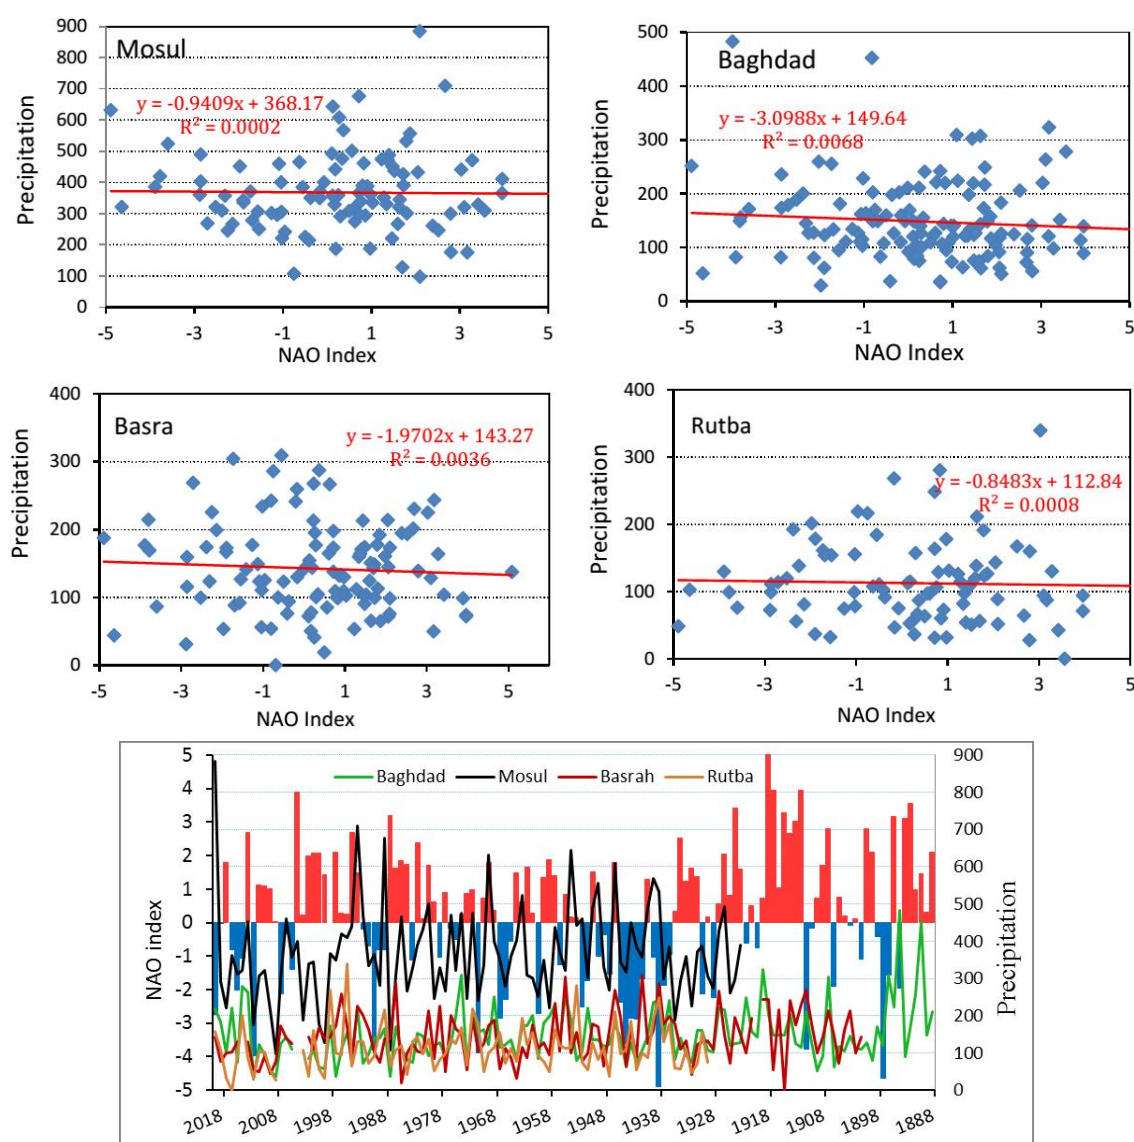 Mosul
y = -0.9409x + 368.17
R² = 0.0002
Precipitation
900
800
700
600
500
400
300
200
100
0
-5 -3 -1 1 3 5
NAO Index
Baghdad
y = -3.0988x + 149.64
R² = 0.0068
Precipitation
500
400
300
200
100
0
-5 -3 -1 1 3 5
NAO Index
Basra
y = -1.9702x + 143.27
R² = 0.0036
Precipitation
400
300
200
100
0
-5 -3 -1 1 3 5
NAO Index
Rutba
y = -0.8483x + 112.84
R² = 0.0008
Precipitation
400
300
200
100
0
-5 -3 -1 1 3 5
NAO Index
Baghdad Mosul Basrah Rutba
NAO index
5
4
3
2
1
0
-1
-2
-3
-4
-5
Precipitation
900
800
700
600
500
400
300
200
100
0
2018 2008 1998 1988 1978 1968 1958 1948 1938 1928 1918 1908 1898 1888